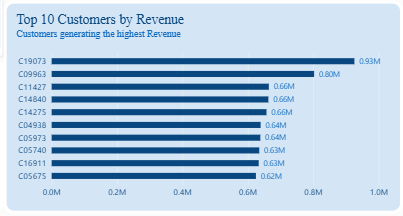 Top 10 Customers by Revenue
Customers generating the highest Revenue
C19073 0.93M
C09963 0.80M
C11427 0.66M
C14840 0.66M
C14275 0.66M
C04938 0.64M
C05973 0.64M
C05740 0.63M
C16911 0.63M
C05675 0.62M
0.0M 0.2M 0.4M 0.6M 0.8M 1.0M